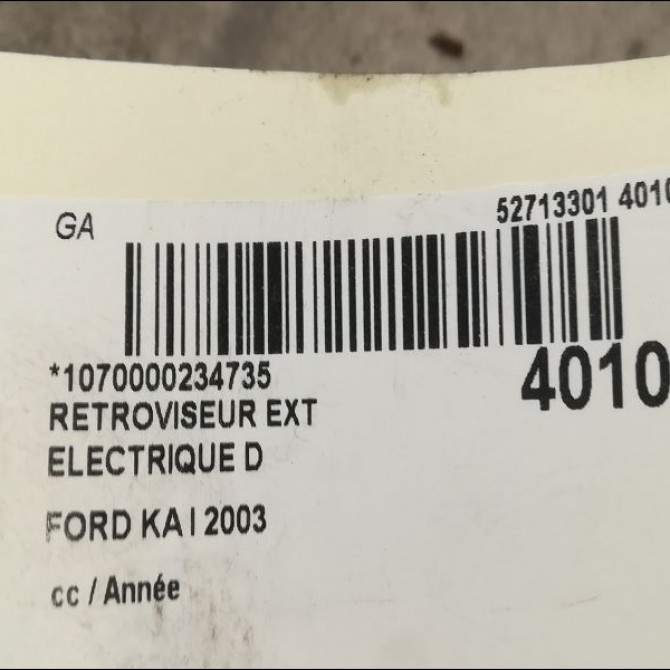 GA
52713301 4010
*1070000234735
4010
RETROVISEUR EXT
ELECTRIQUE D
FORD KA I 2003
cc / Année